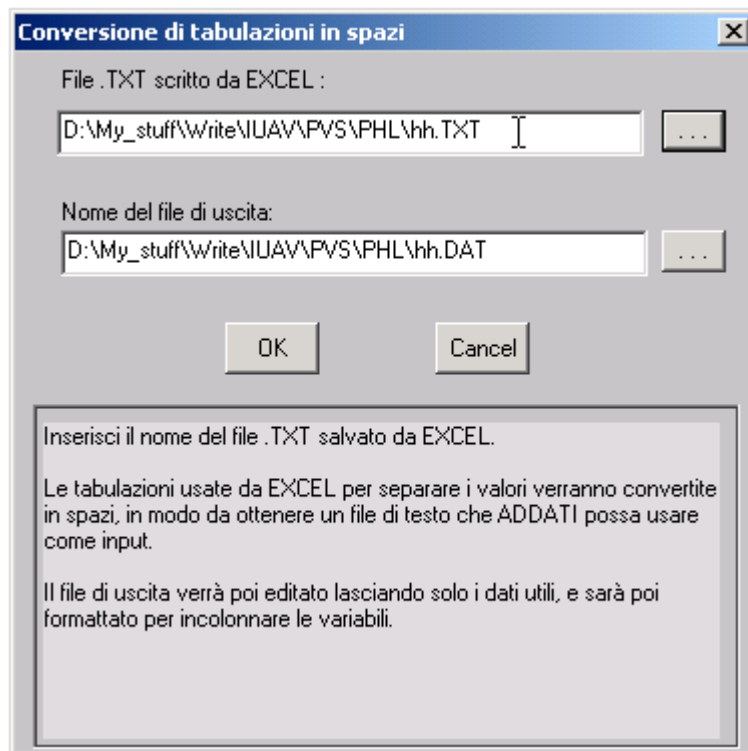 Conversione di tabulazioni in spazi
File .TXT scritto da EXCEL :
D:\My_stuff\Write\IUAV\PVS\PHL\hh.TXT
. . .
Nome del file di uscita:
D:\My_stuff\Write\IUAV\PVS\PHL\hh.DAT
. . .
OK
Cancel
Inserisci il nome del file .TXT salvato da EXCEL.
Le tabulazioni usate da EXCEL per separare i valori verranno convertite
in spazi, in modo da ottenere un file di testo che ADDATI possa usare
come input.
Il file di uscita verrà poi editato lasciando solo i dati utili, e sarà poi
formattato per incolonnare le variabili.